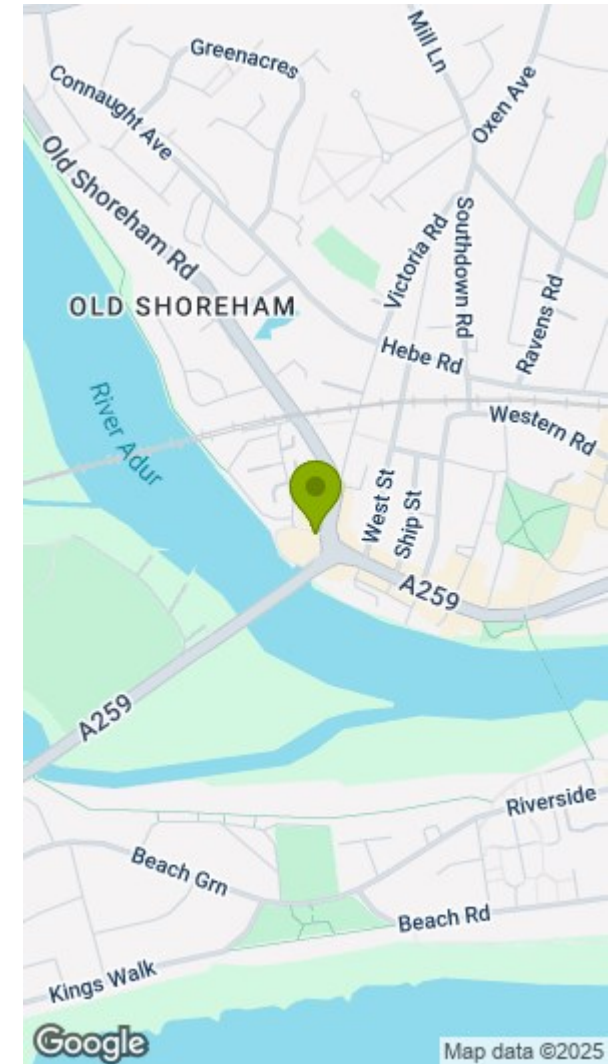 Mill Ln
Greenacres
Oxen Ave
Connaught Ave
Old Shoreham Rd
Victoria Rd
Southdown Rd
Ravens Rd
OLD SHOREHAM
Hebe Rd
River Adur
Western Rd
West St
Ship St
A259
A259
Riverside
Beach Grn
Beach Rd
Kings Walk
Google
Map data ©2025